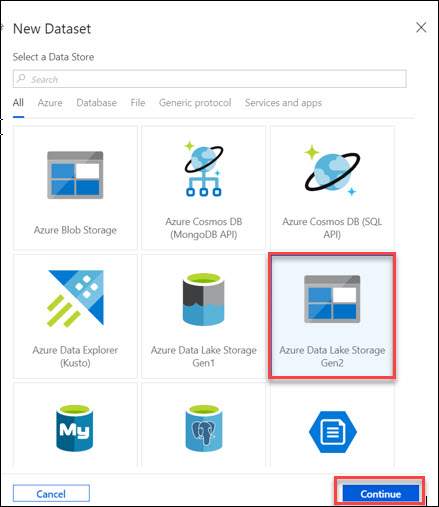 New Dataset
Select a Data Store
Search
All Azure Database File Generic protocol Services and apps
Azure Blob Storage
Azure Cosmos DB
(MongoDB API)
Azure Cosmos DB (SQL
API)
Azure Data Explorer
(Kusto)
Azure Data Lake Storage
Gen1
Azure Data Lake Storage
Gen2
My
Cancel
Continue